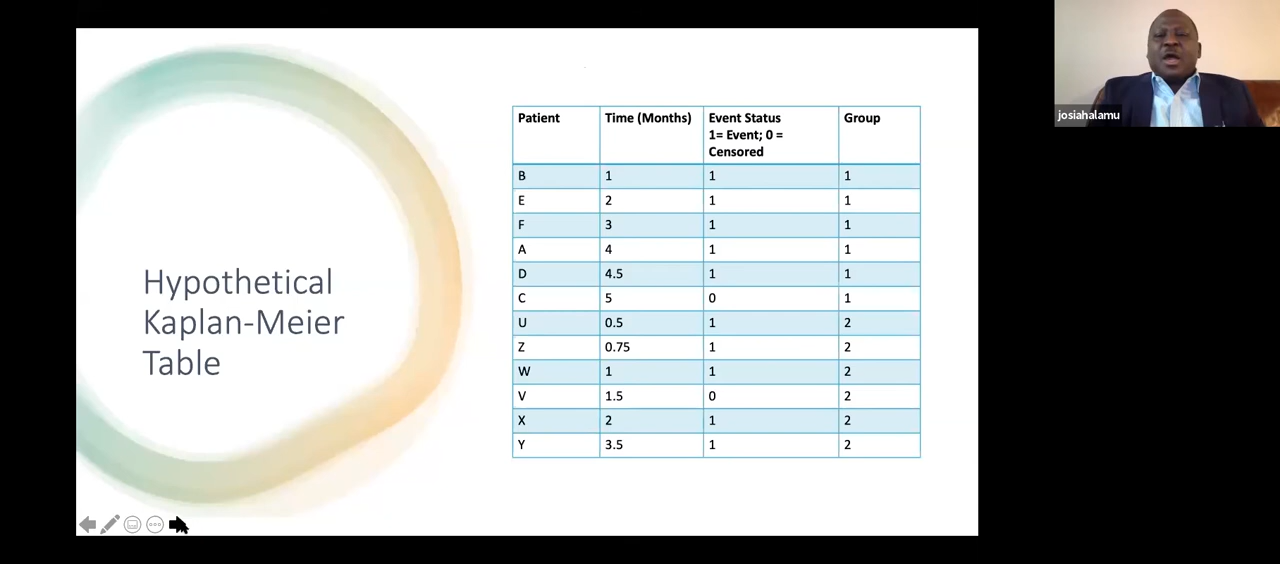 Hypothetical
Kaplan-Meier
Table
Patient Time (Months) Event Status Group
1= Event; 0 =
Censored
B 1 1 1
E 2 1 1
F 3 1 1
A 4 1 1
D 4.5 1 1
C 5 0 1
U 0.5 1 2
Z 0.75 1 2
W 1 1 2
V 1.5 0 2
X 2 1 2
Y 3.5 1 2
josiahalamu